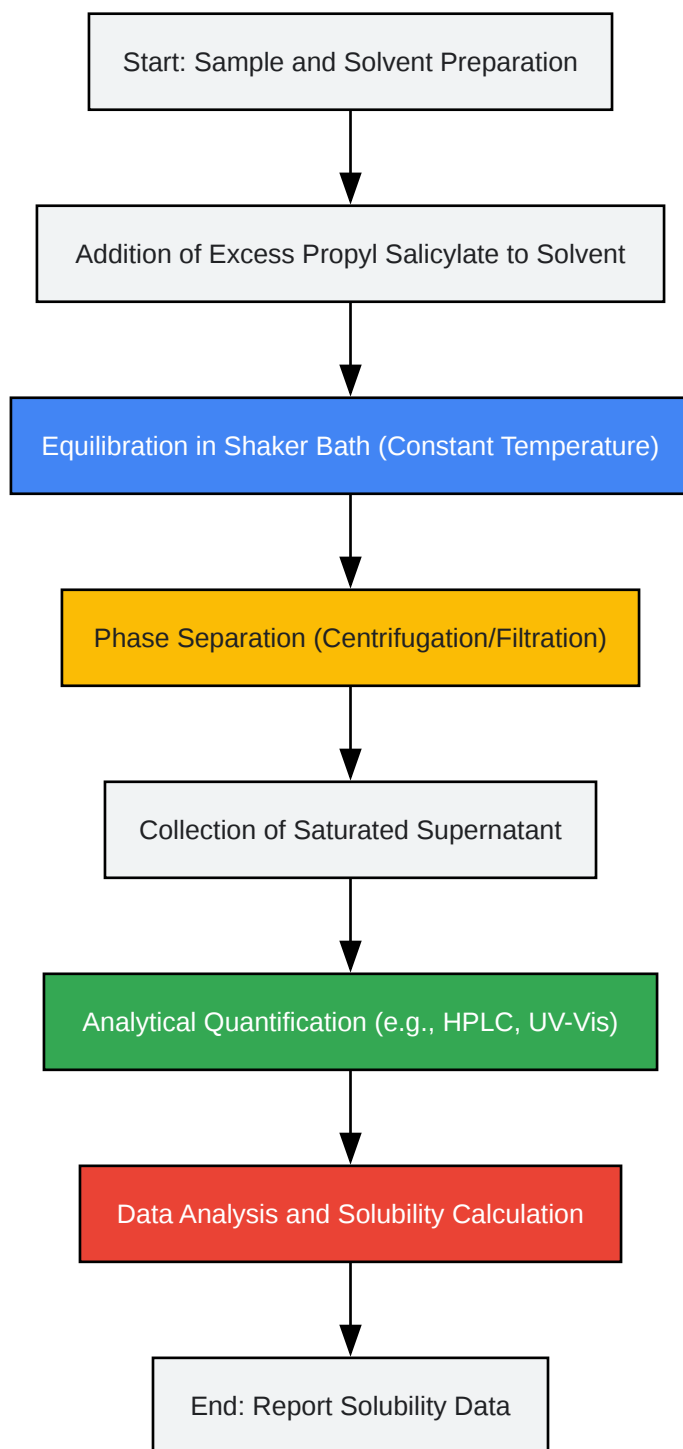 Start: Sample and Solvent Preparation
Addition of Excess Propyl Salicylate to Solvent
Equilibration in Shaker Bath (Constant Temperature)
Phase Separation (Centrifugation/Filtration)
Collection of Saturated Supernatant
Analytical Quantification (e.g., HPLC, UV-Vis)
Data Analysis and Solubility Calculation
End: Report Solubility Data